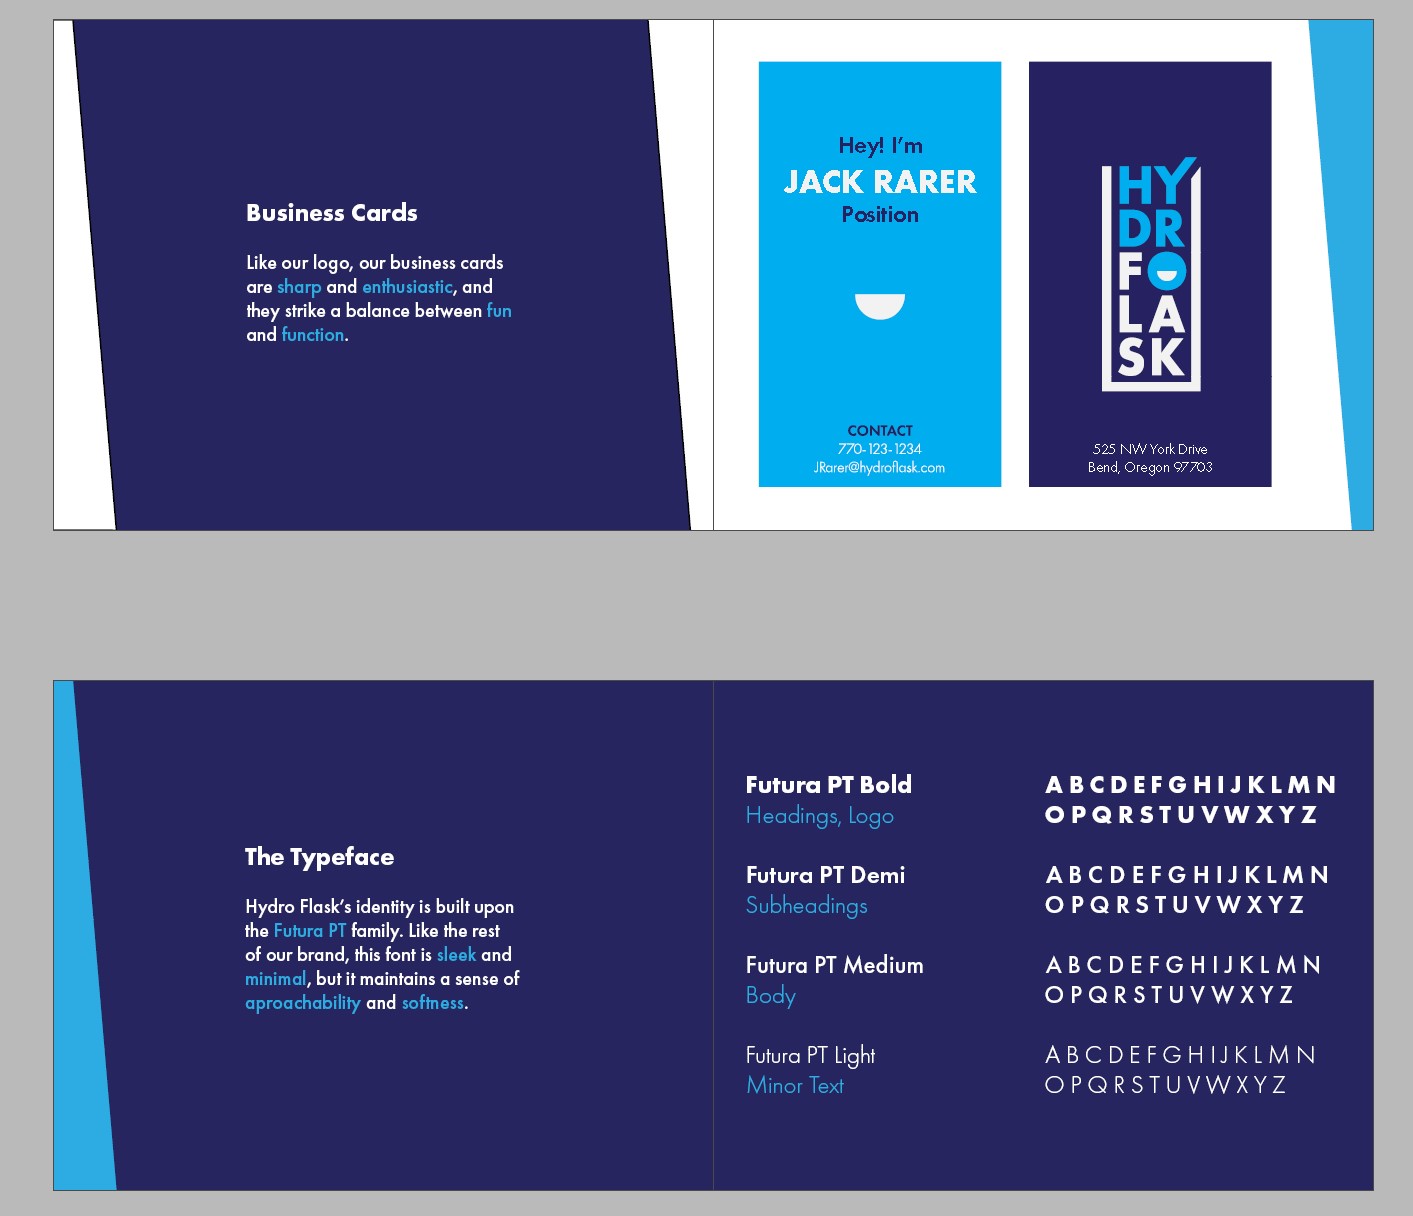 Business Cards
Like our logo, our business cards
are sharp and enthusiastic, and
they strike a balance between fun
and function.
Hey! I'm
JACK RARER
Position
CONTACT
770-123-1234
JRarer@hydroflask.com
HY
DR
FO
LA
SK
525 NW York Drive
Bend, Oregon 97703
The Typeface
Hydro Flask's identity is built upon
the Futura PT family. Like the rest
of our brand, this font is sleek and
minimal, but it maintains a sense of
aproachability and softness.
Futura PT Bold
Headings, Logo
A B C D E F G H I J K L M N
O P Q R S T U V W X Y Z
Futura PT Demi
Subheadings
A B C D E F G H I J K L M N
O P Q R S T U V W X Y Z
Futura PT Medium
Body
A B C D E F G H I J K L M N
O P Q R S T U V W X Y Z
Futura PT Light
Minor Text
A B C D E F G H I J K L M N
O P Q R S T U V W X Y Z